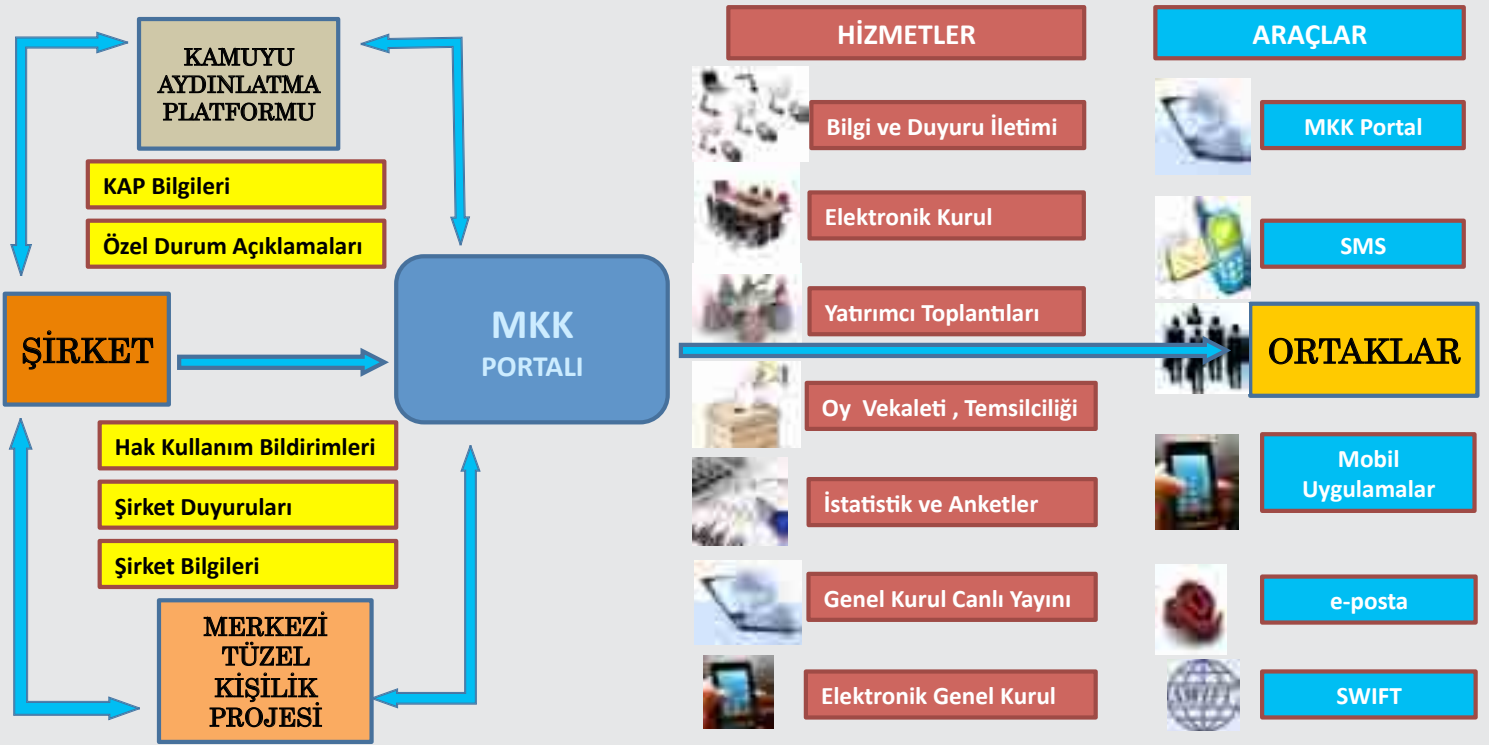 KAMUYU
AYDINLATMA
PLATFORMU
KAP Bilgileri
Özel Durum Açıklamaları
ŞİRKET
MKK
PORTALI
Hak Kullanım Bildirimleri
Şirket Duyuruları
Şirket Bilgileri
MERKEZİ
TÜZEL
KİŞİLİK
PROJESİ
HİZMETLER
Bilgi ve Duyuru İletimi
Elektronik Kurul
Yatırımcı Toplantıları
Oy Vekaleti , Temsilciliği
İstatistik ve Anketler
Genel Kurul Canlı Yayını
Elektronik Genel Kurul
ARAÇLAR
MKK Portal
SMS
ORTAKLAR
Mobil
Uygulamalar
e-posta
SWIFT
SWIFT